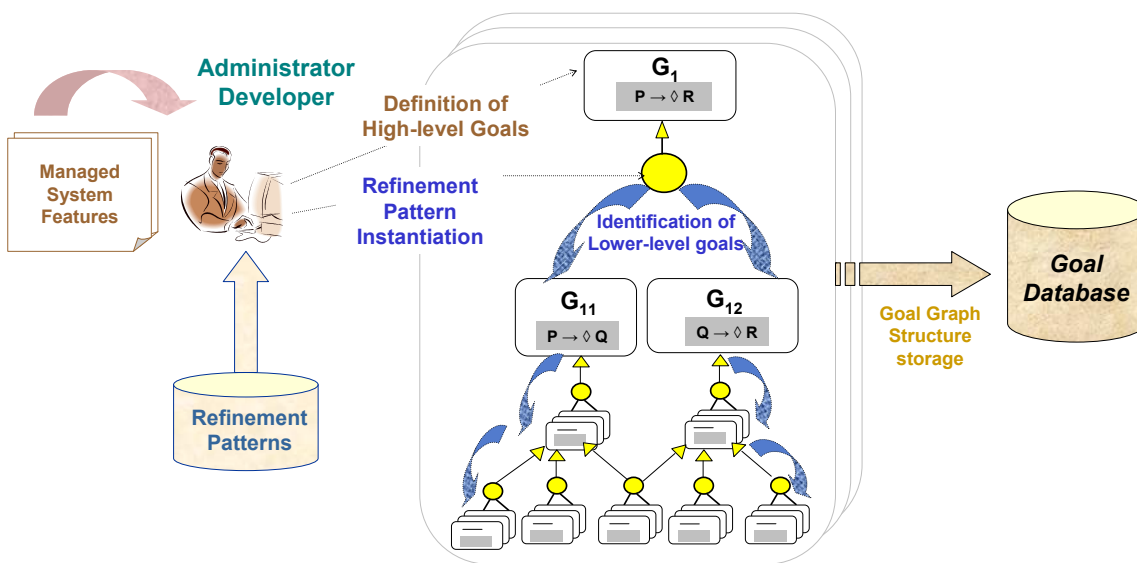 Administrator
Developer
Managed
System
Features
Refinement
Patterns
Definition of
High-level Goals
Refinement
Pattern
Instantiation
G1
P → ◊ R
Identification of
Lower-level goals
G11
P → ◊ Q
G12
Q → ◊ R
Goal Graph
Structure
storage
Goal
Database